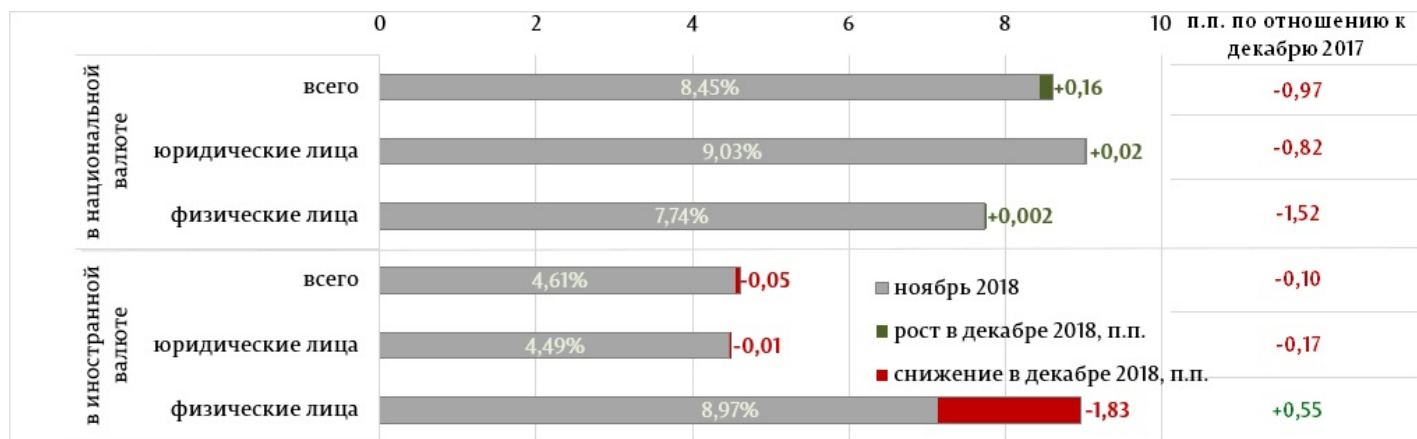 0 2 4 6 8 10
п.п. по отношению к
декабрю 2017
в национальной
валюте
всего 8,45% +0,16 -0,97
юридические лица 9,03% +0,02 -0,82
физические лица 7,74% +0,002 -1,52
в иностранной
валюте
всего 4,61% -0,05 -0,10
юридические лица 4,49% -0,01 -0,17
физические лица 8,97% -1,83 +0,55
ноябрь 2018
рост в декабре 2018, п.п.
снижение в декабре 2018, п.п.